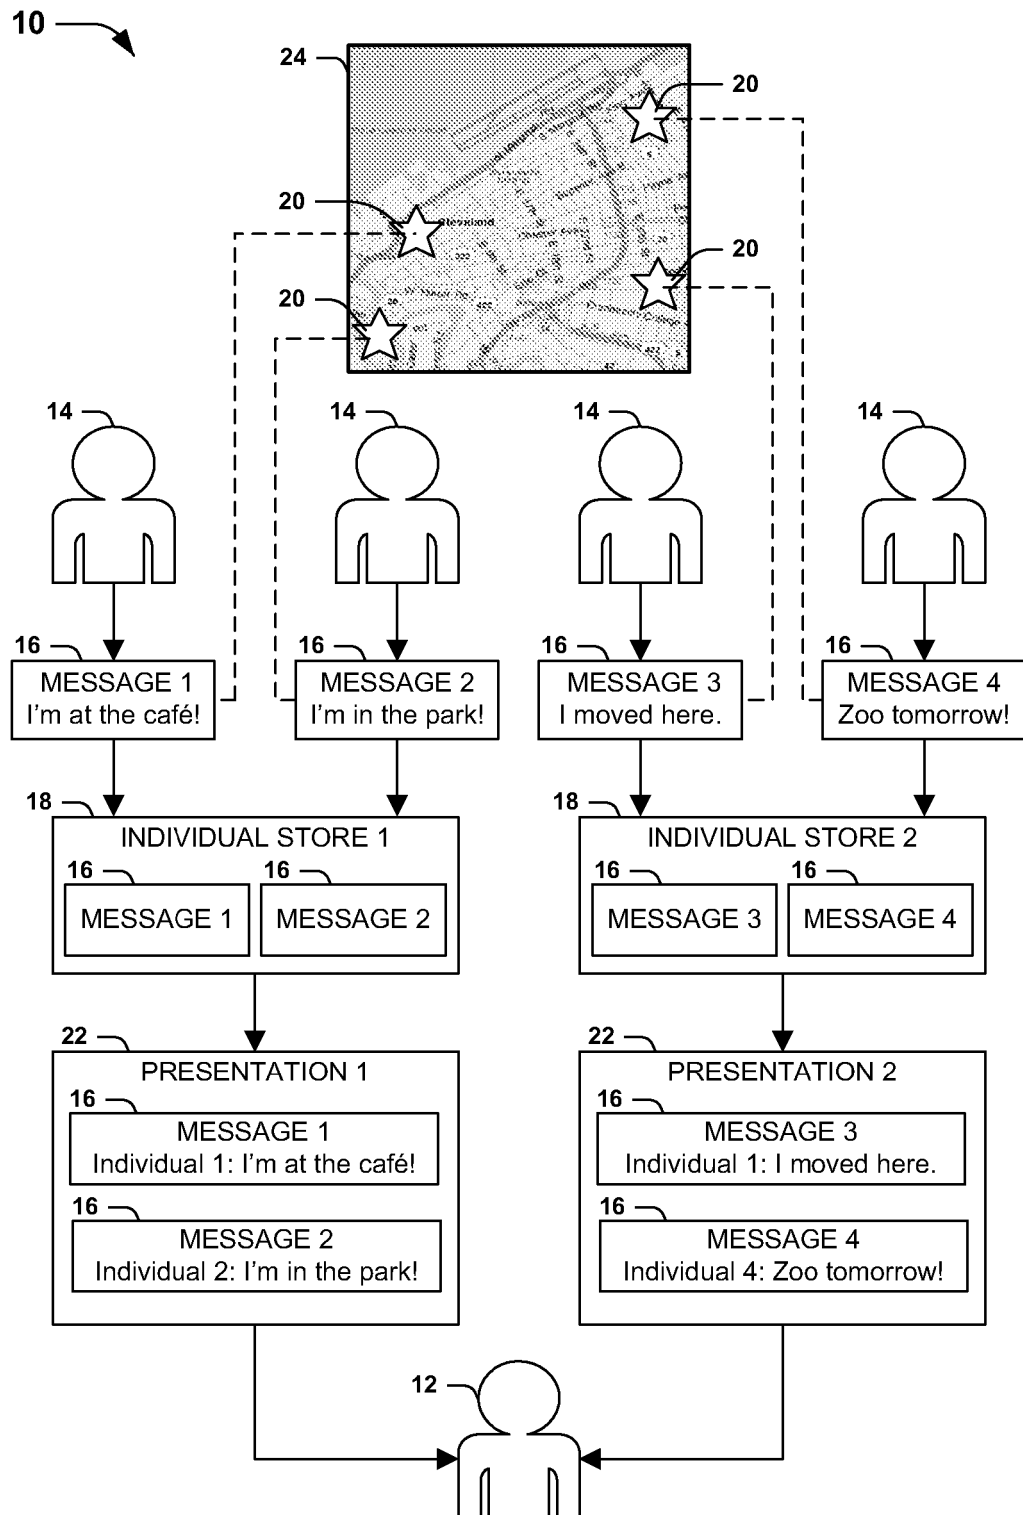 10
24
20
20
Cleveland
20
20
14
14
14
14
16
16
16
16
MESSAGE 1
I'm at the café!
MESSAGE 2
I'm in the park!
MESSAGE 3
I moved here.
MESSAGE 4
Zoo tomorrow!
18
18
INDIVIDUAL STORE 1
INDIVIDUAL STORE 2
16
16
16
16
MESSAGE 1
MESSAGE 2
MESSAGE 3
MESSAGE 4
22
22
PRESENTATION 1
PRESENTATION 2
16
16
MESSAGE 1
Individual 1: I'm at the café!
MESSAGE 3
Individual 1: I moved here.
16
16
MESSAGE 2
Individual 2: I'm in the park!
MESSAGE 4
Individual 4: Zoo tomorrow!
12